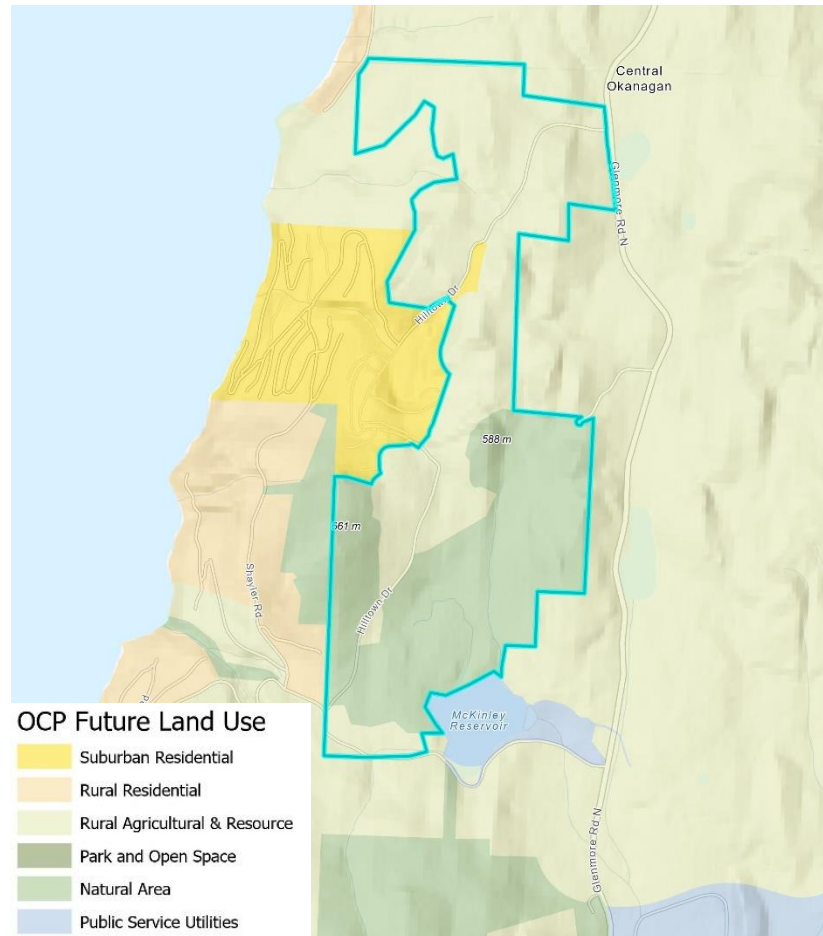 Central
Okanagan
Glenmore Rd N
Hilltown Dr
588 m
661 m
Shayler Rd
Hilltown Dr
McKinley
Reservoir
Glenmore Rd N
OCP Future Land Use
Suburban Residential
Rural Residential
Rural Agricultural & Resource
Park and Open Space
Natural Area
Public Service Utilities